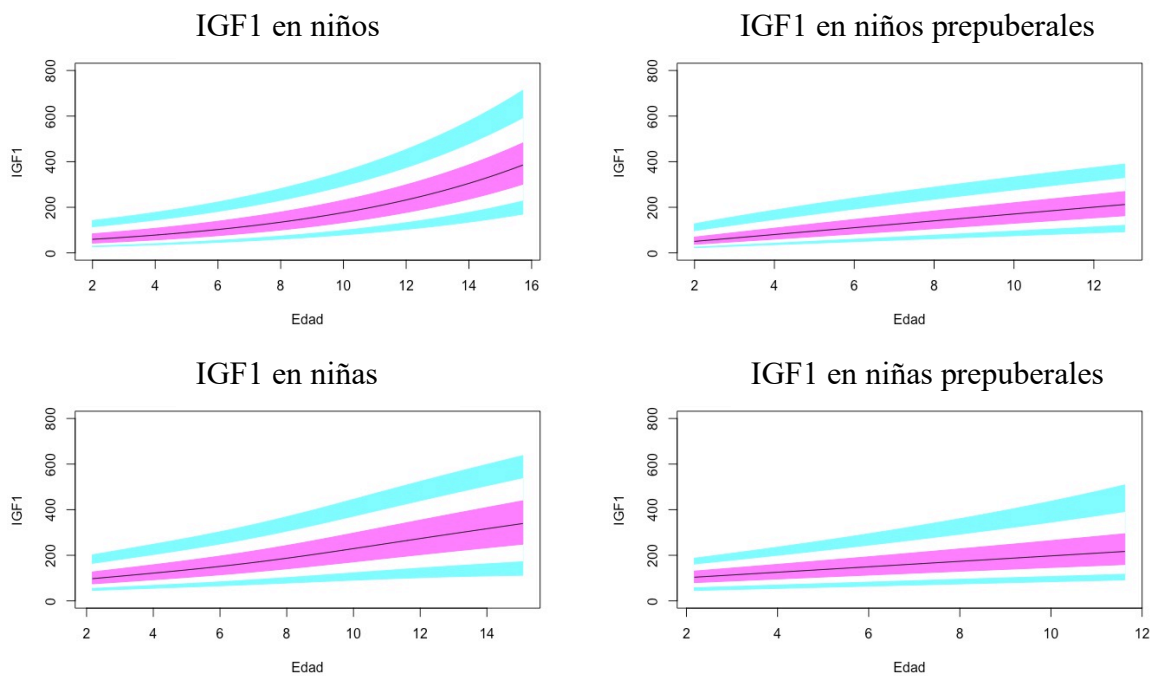 IGF1 en niños
IGF1 en niños prepuberales
800
600
400
200
0
IGF1
2 4 6 8 10 12 14 16
Edad
800
600
400
200
0
IGF1
2 4 6 8 10 12
Edad
IGF1 en niñas
IGF1 en niñas prepuberales
800
600
400
200
0
IGF1
2 4 6 8 10 12 14
Edad
800
600
400
200
0
IGF1
2 4 6 8 10 12
Edad